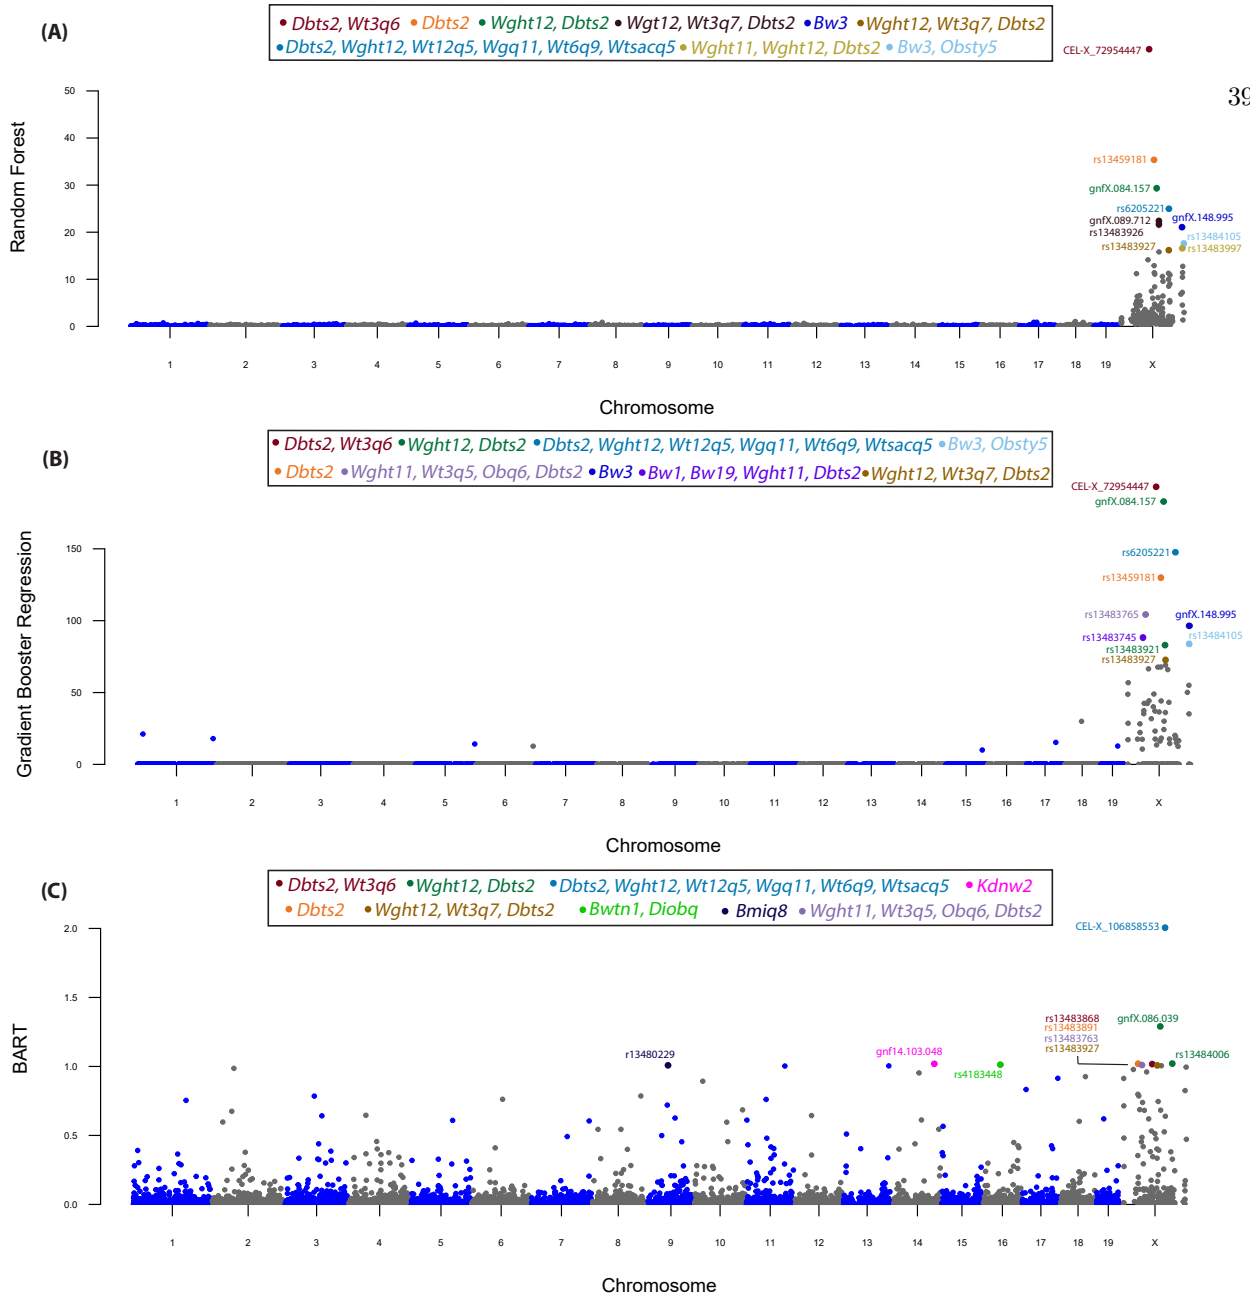 (A)
Dbts2, Wt3q6 Dbts2 Wght12, Dbts2 Wgt12, Wt3q7, Dbts2 Bw3 Wght12, Wt3q7, Dbts2
Dbts2, Wght12, Wt12q5, Wgq11, Wt6q9, Wtsacq5 Wght11, Wght12, Dbts2 Bw3, Obsty5
39
CEL-X_72954447
rs13459181
gnfX.084.157
rs6205221
gnfX.089.712
gnfX.148.995
rs13483926
rs13484105
rs13483927
rs13483997
Random Forest
50
40
30
20
10
0
1 2 3 4 5 6 7 8 9 10 11 12 13 14 15 16 17 18 19 X
Chromosome
(B)
Dbts2, Wt3q6 Wght12, Dbts2 Dbts2, Wght12, Wt12q5, Wgq11, Wt6q9, Wtsacq5 Bw3, Obsty5
Dbts2 Wght11, Wt3q5, Obq6, Dbts2 Bw3 Bw1, Bw19, Wght11, Dbts2 Wght12, Wt3q7, Dbts2
CEL-X_72954447
gnfX.084.157
rs6205221
rs13459181
rs13483765
gnfX.148.995
rs13483745
rs13484105
rs13483921
rs13483927
Gradient Booster Regression
150
100
50
0
1 2 3 4 5 6 7 8 9 10 11 12 13 14 15 16 17 18 19 X
Chromosome
(C)
Dbts2, Wt3q6 Wght12, Dbts2 Dbts2, Wght12, Wt12q5, Wgq11, Wt6q9, Wtsacq5 Kdnw2
Dbts2 Wght12, Wt3q7, Dbts2 Bwtn1, Diobq Bmiq8 Wght11, Wt3q5, Obq6, Dbts2
CEL-X_106858553
rs13483868
gnfX.086.039
rs13483891
rs13483763
rs13483927
r13480229
gnf14.103.048
rs4183448
rs13484006
BART
2.0
1.5
1.0
0.5
0.0
1 2 3 4 5 6 7 8 9 10 11 12 13 14 15 16 17 18 19 X
Chromosome